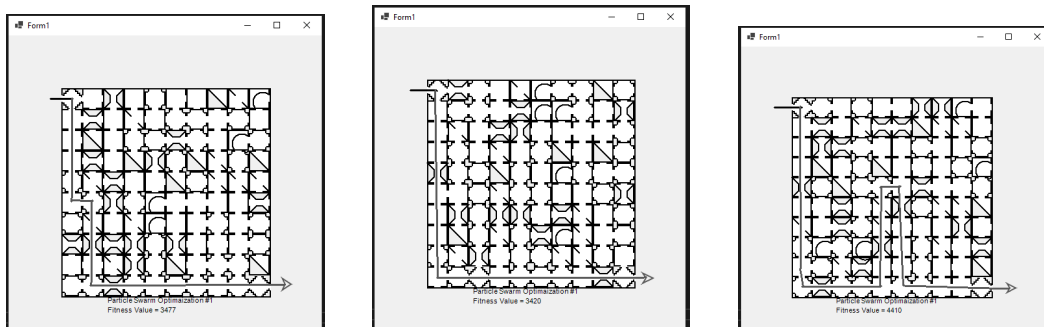 Form1
Particle Swarm Optimaization #1
Fitness Value = 3477
Form1
Particle Swarm Optimaization #1
Fitness Value = 3420
Form1
Particle Swarm Optimaization #1
Fitness Value = 4410